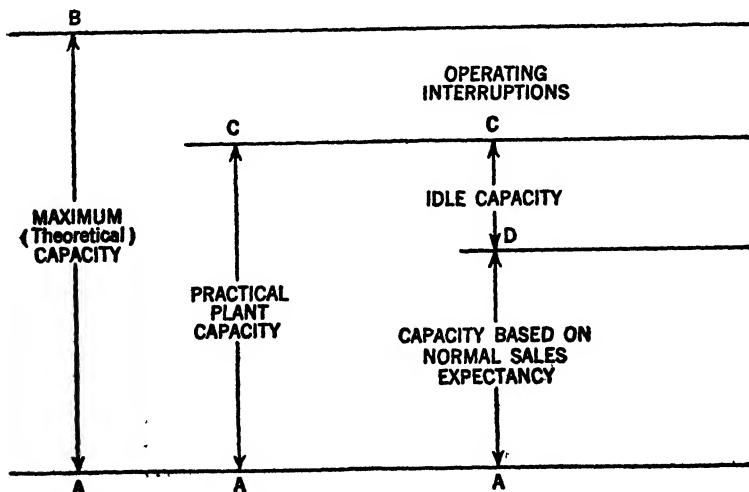 B
OPERATING
INTERRUPTIONS
C
C
IDLE CAPACITY
MAXIMUM
(Theoretical)
CAPACITY
D
PRACTICAL
PLANT
CAPACITY
CAPACITY BASED ON
NORMAL SALES
EXPECTANCY
A
A
A